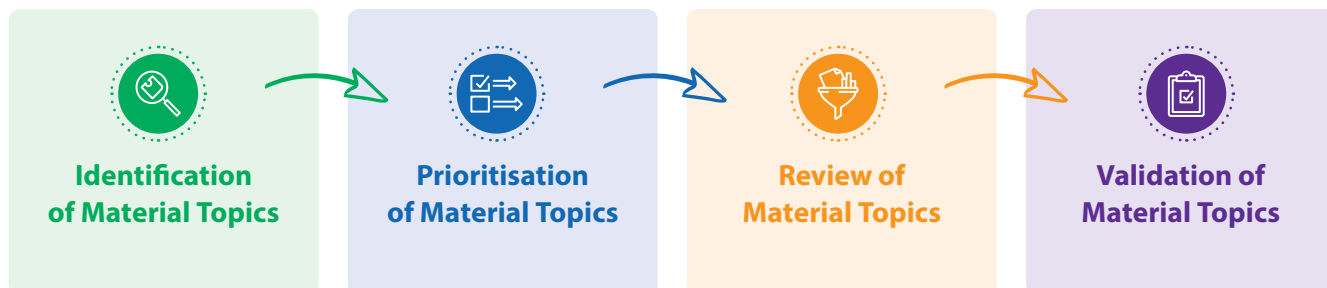 Identification
of Material Topics
Prioritisation
of Material Topics
Review of
Material Topics
Validation of
Material Topics